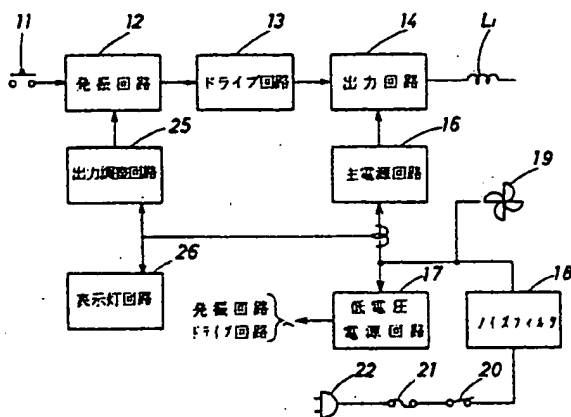 11
12
13
14
L1
発振回路
ドライブ回路
出力回路
25
16
出力調整回路
主電源回路
19
26
17
18
表示灯回路
発振回路
ドライブ回路
低電圧
電源回路
ノイズフィルタ
22
21
20